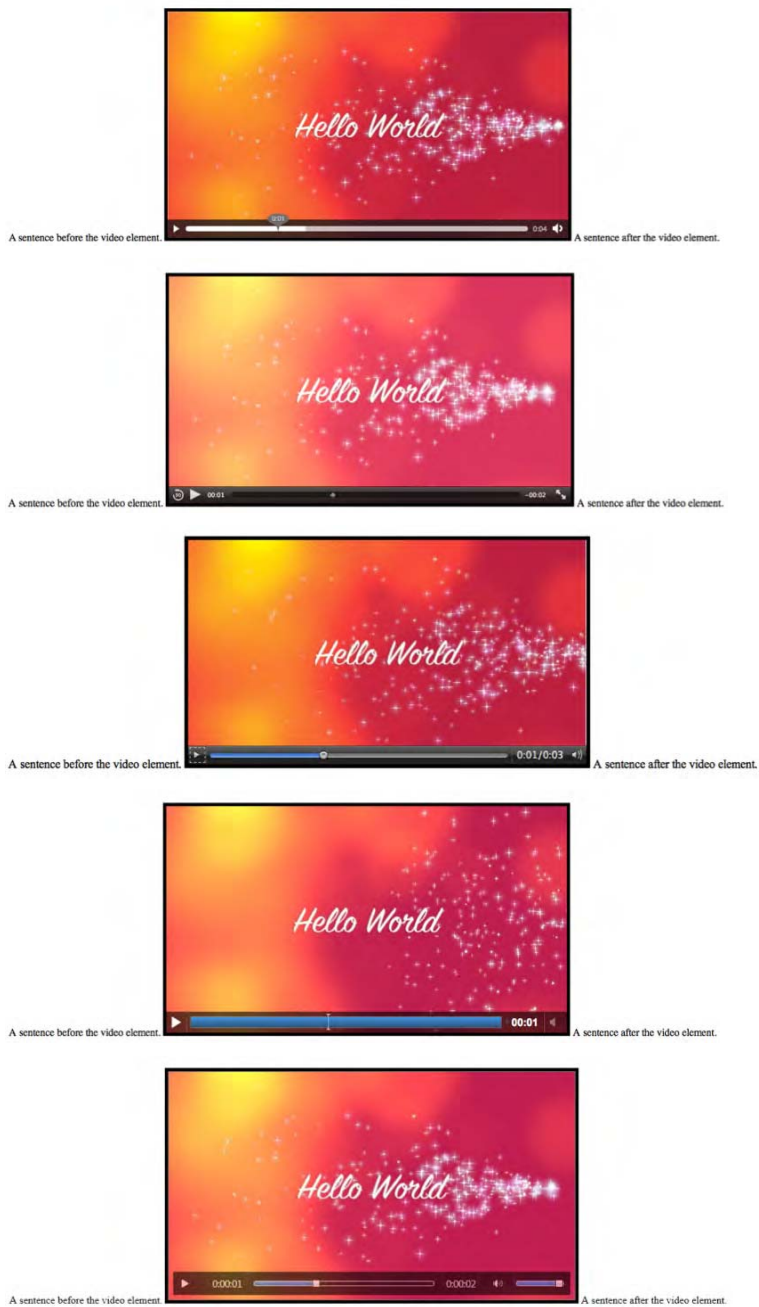 Hello World
0:01
0:04
A sentence before the video element. A sentence after the video element.
Hello World
00:01 -00:02
A sentence before the video element. A sentence after the video element.
Hello World
0:01/0:03
A sentence before the video element. A sentence after the video element.
Hello World
00:01
A sentence before the video element. A sentence after the video element.
Hello World
0:00:01 0:00:02
A sentence before the video element. A sentence after the video element.